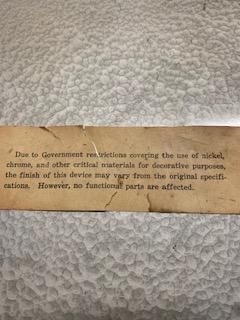 Due to Government restrictions covering the use of nickel,
chrome, and other critical materials for decorative purposes,
the finish of this device may vary from the original specifi-
cations. However, no functional parts are affected.